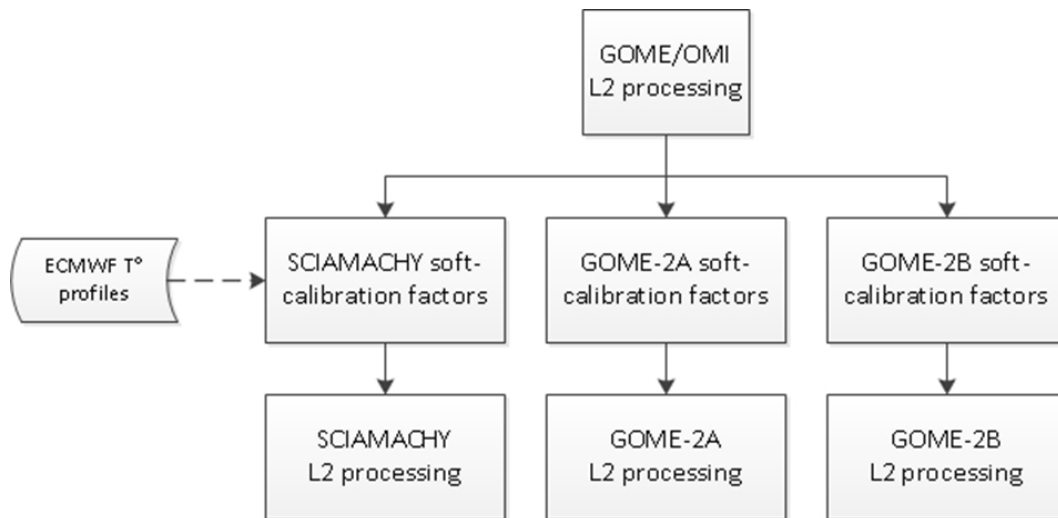 GOME/OMI
L2 processing
ECMWF T°
profiles
SCIAMACHY soft-
calibration factors
GOME-2A soft-
calibration factors
GOME-2B soft-
calibration factors
SCIAMACHY
L2 processing
GOME-2A
L2 processing
GOME-2B
L2 processing